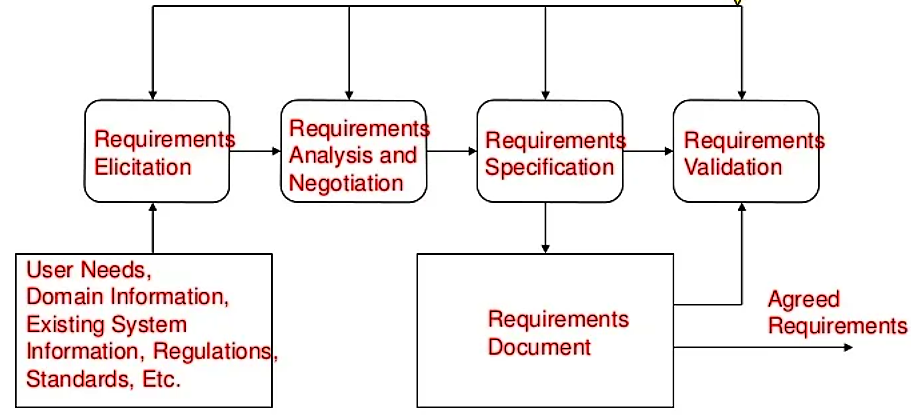 Requirements
Elicitation
Requirements
Analysis and
Negotiation
Requirements
Specification
Requirements
Validation
User Needs,
Domain Information,
Existing System
Information, Regulations,
Standards, Etc.
Requirements
Document
Agreed
Requirements